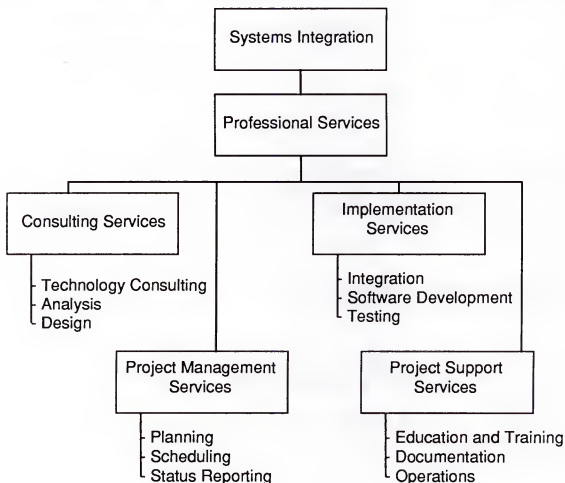 Systems Integration
Professional Services
Consulting Services
- Technology Consulting
- Analysis
- Design
Implementation
Services
- Integration
- Software Development
- Testing
Project Management
Services
- Planning
- Scheduling
- Status Reporting
Project Support
Services
- Education and Training
- Documentation
- Operations